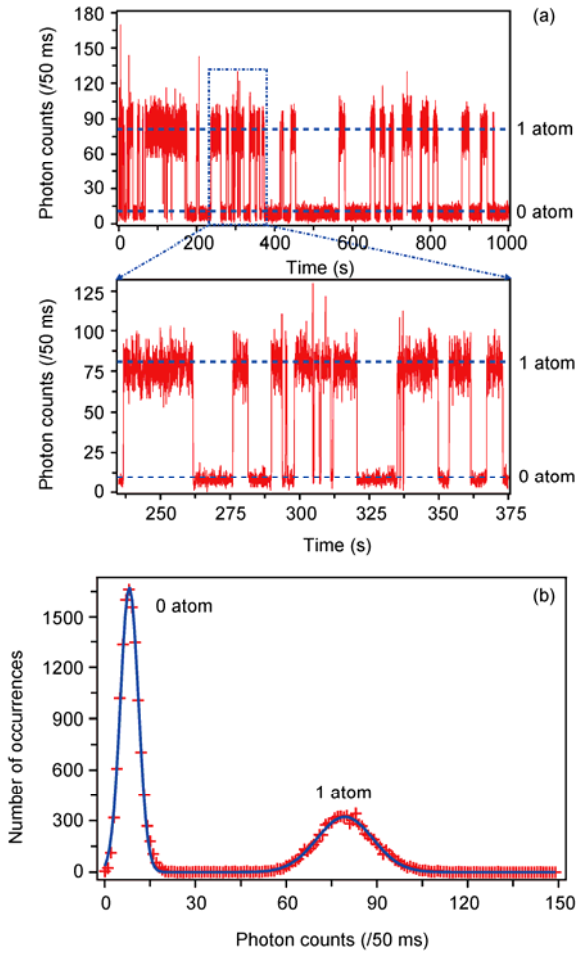 (a)
Photon counts (/50 ms)
180
150
120
90
60
30
0
1 atom
0 atom
0 200 400 600 800 1000
Time (s)
Photon counts (/50 ms)
125
100
75
50
25
0
1 atom
0 atom
250 275 300 325 350 375
Time (s)
(b)
Number of occurrences
1500
1200
900
600
300
0
0 atom
1 atom
0 30 60 90 120 150
Photon counts (/50 ms)